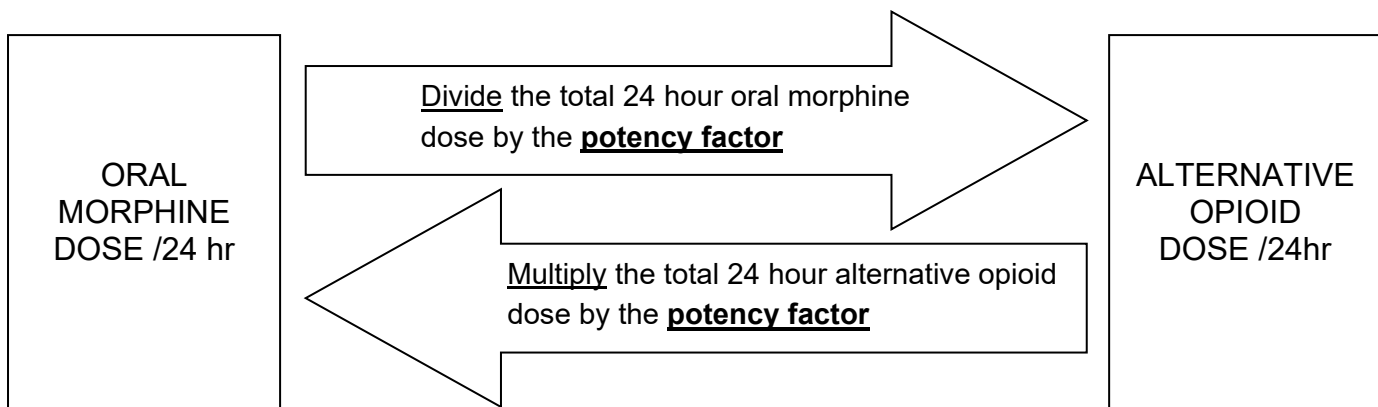 ORAL
MORPHINE
DOSE /24 hr
Divide the total 24 hour oral morphine
dose by the potency factor
Multiply the total 24 hour alternative opioid
dose by the potency factor
ALTERNATIVE
OPIOID
DOSE /24hr